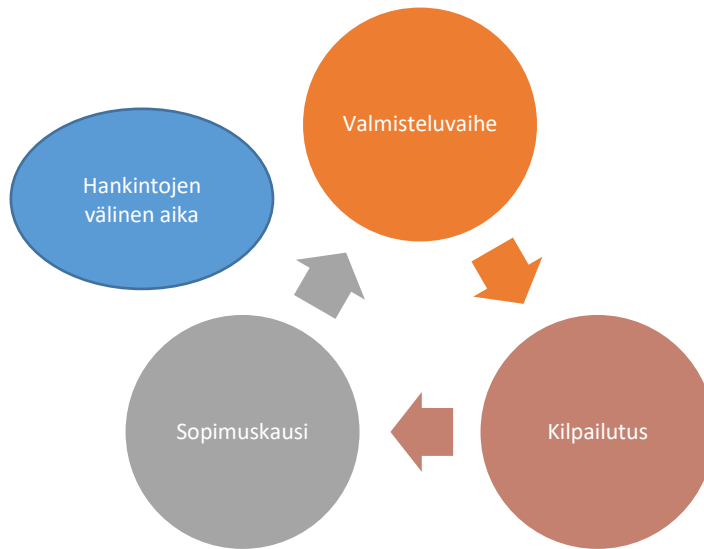 Valmisteluvaihe
Hankintojen
välinen aika
Sopimuskausi
Kilpailutus